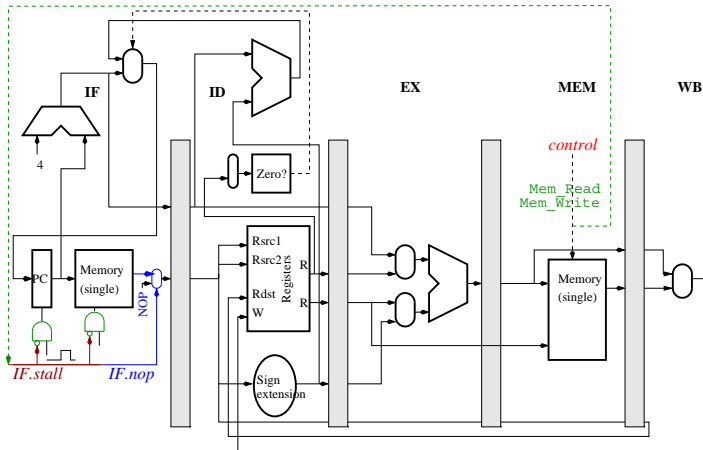 IF
ID
EX
MEM
WB
4
control
Mem_Read
Mem_Write
Zero?
PC
Memory
(single)
NOP
Rsrc1
Rsrc2
Rdst
W
Registers
R
R
Memory
(single)
Sign
extension
IF.stall
IF.nop